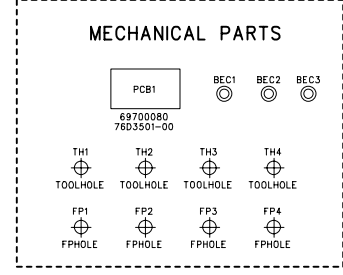 MECHANICAL PARTS
BEC1 BEC2 BEC3
PCB1
69700080
76D3501-00
TH1 TH2 TH3 TH4
TOOLHOLE TOOLHOLE TOOLHOLE TOOLHOLE
FP1 FP2 FP3 FP4
FPHOLE FPHOLE FPHOLE FPHOLE